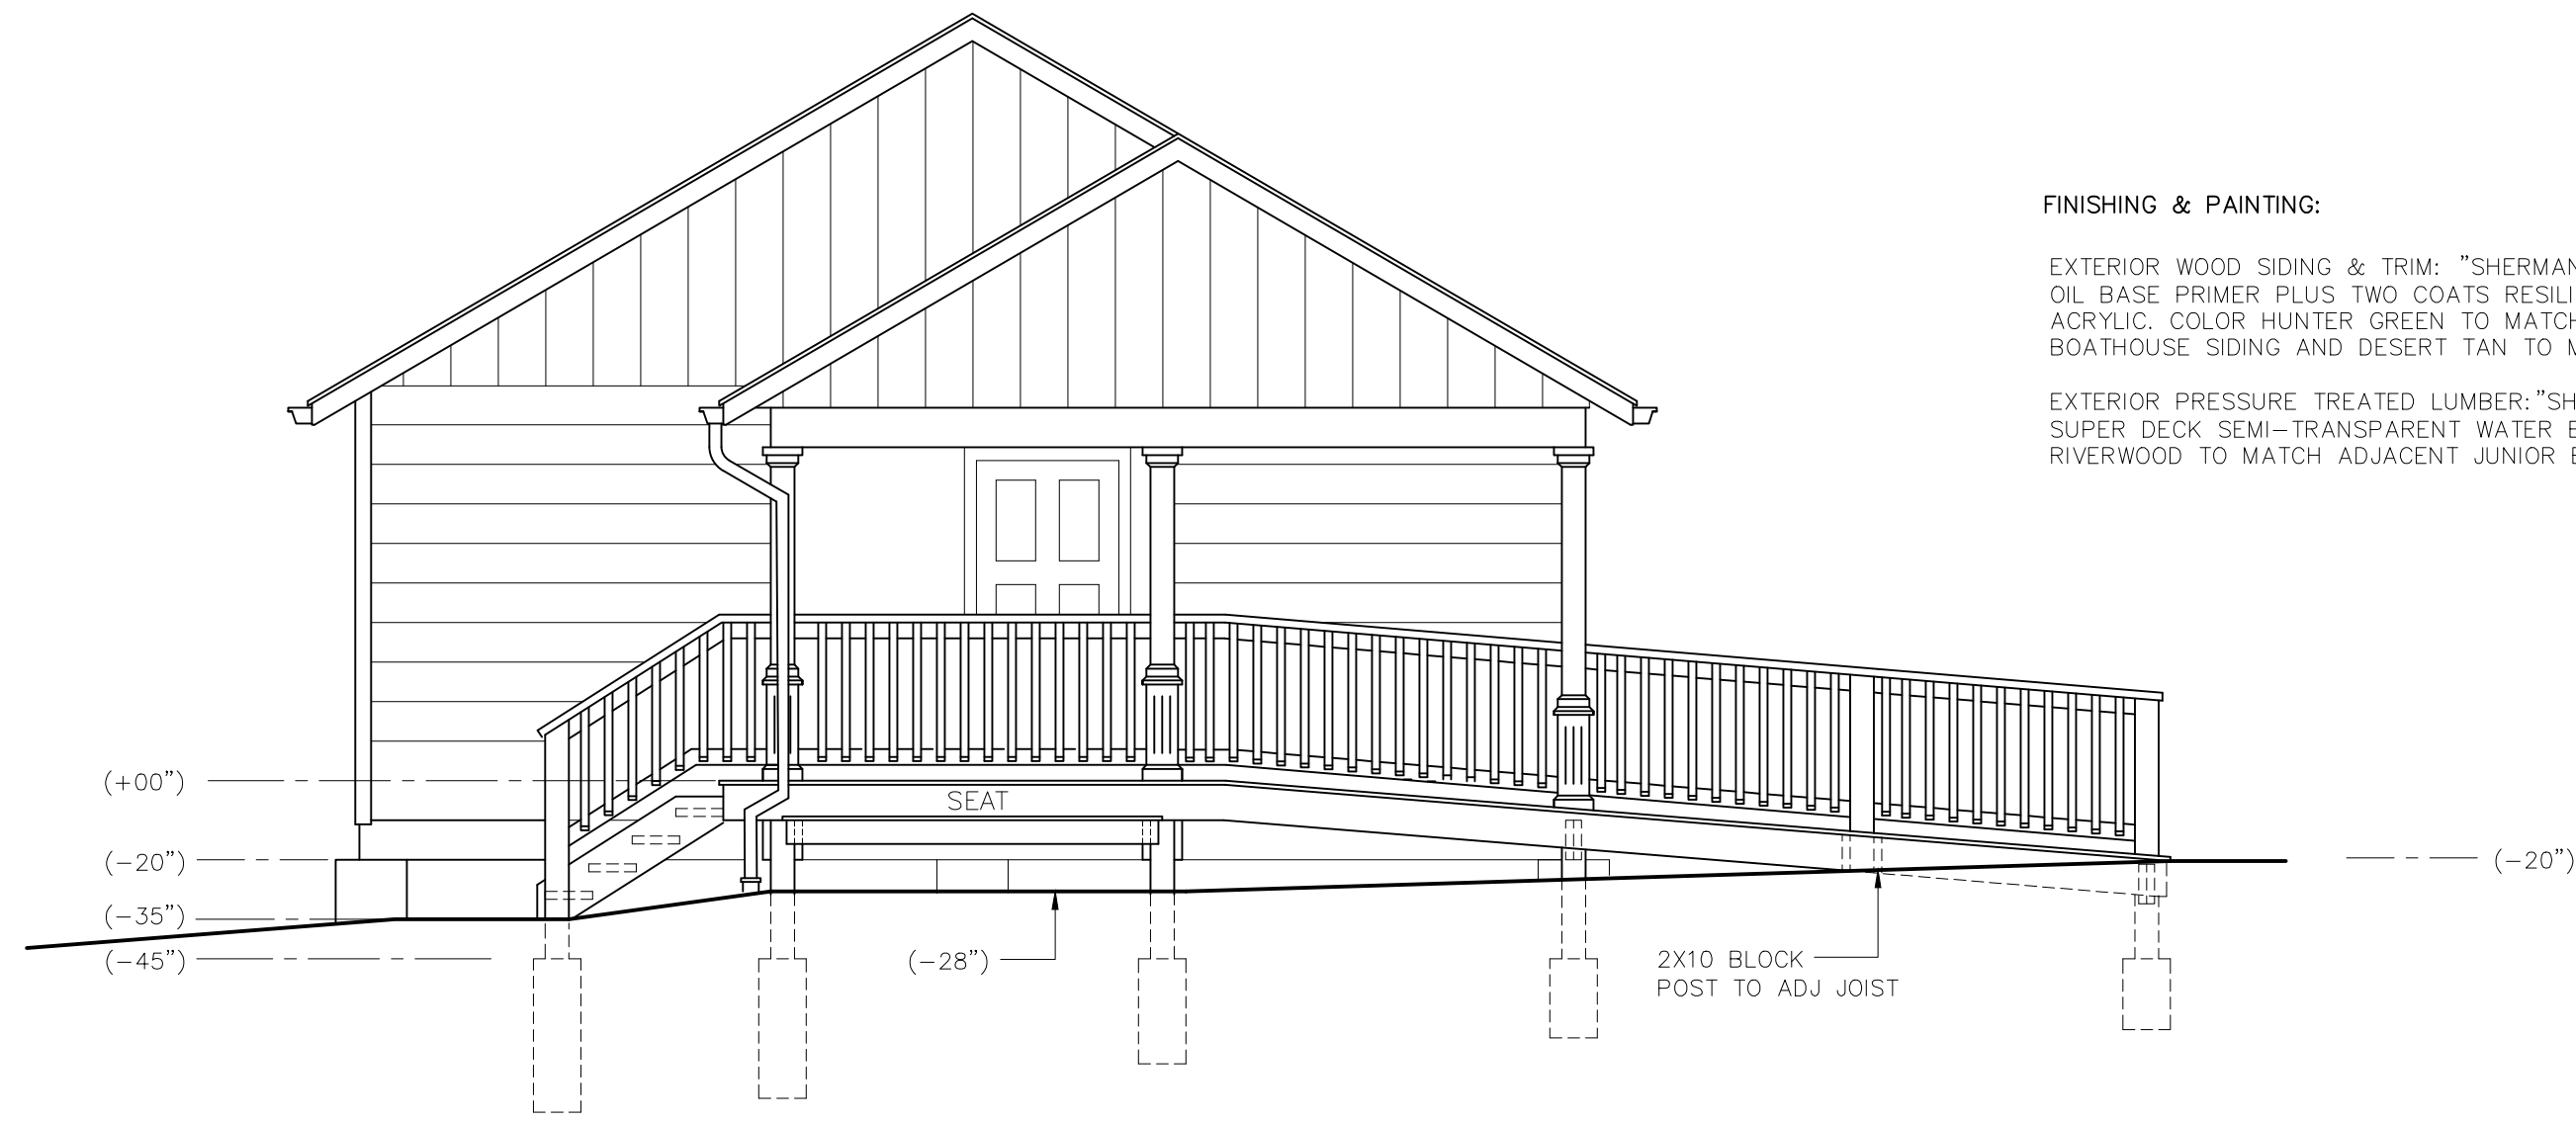 FINISHING & PAINTING:
EXTERIOR WOOD SIDING & TRIM: "SHERMAN
OIL BASE PRIMER PLUS TWO COATS RESILI
ACRYLIC. COLOR HUNTER GREEN TO MATCH
BOATHOUSE SIDING AND DESERT TAN TO M
EXTERIOR PRESSURE TREATED LUMBER:"SH
SUPER DECK SEMI-TRANSPARENT WATER B
RIVERWOOD TO MATCH ADJACENT JUNIOR B
(+00")
SEAT
(-20")
(-20")
(-35")
(-45")
(-28")
2X10 BLOCK
POST TO ADJ JOIST